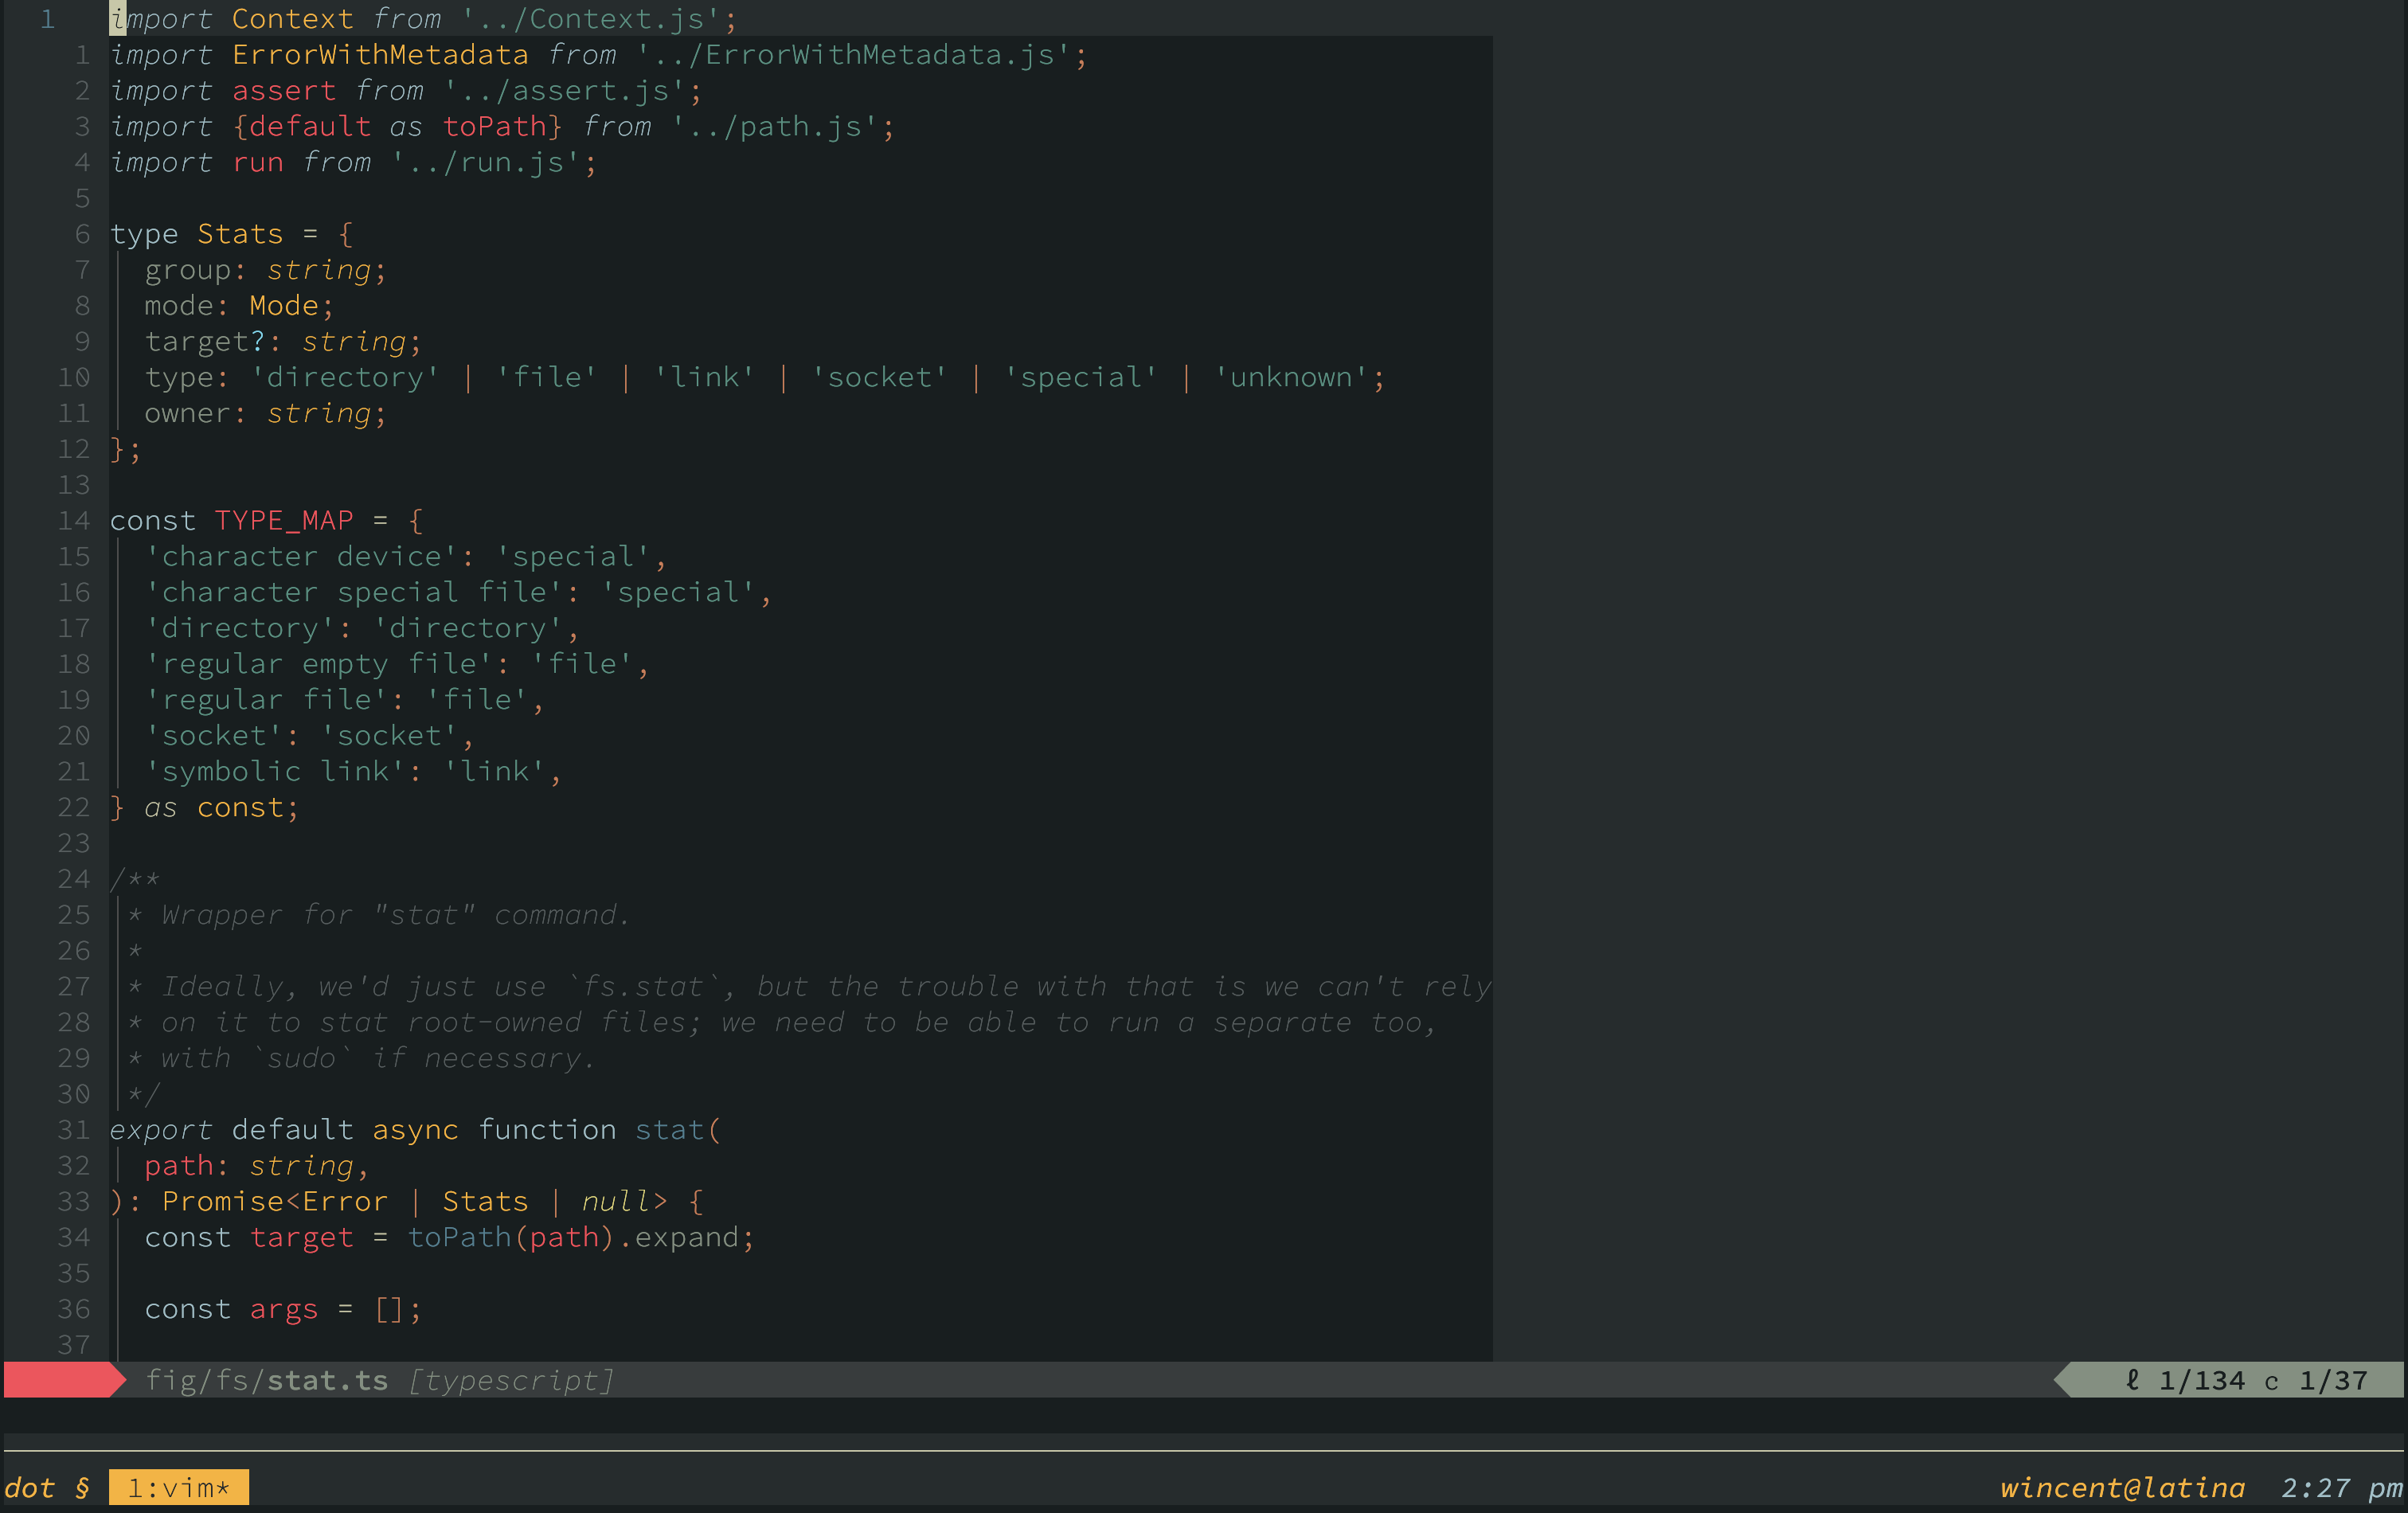 1 import Context from '../Context.js';
1 import ErrorWithMetadata from '../ErrorWithMetadata.js';
2 import assert from '../assert.js';
3 import {default as toPath} from '../path.js';
4 import run from '../run.js';
5
6 type Stats = {
7   group: string;
8   mode: Mode;
9   target?: string;
10   type: 'directory' | 'file' | 'link' | 'socket' | 'special' | 'unknown';
11   owner: string;
12 };
13
14 const TYPE_MAP = {
15   'character device': 'special',
16   'character special file': 'special',
17   'directory': 'directory',
18   'regular empty file': 'file',
19   'regular file': 'file',
20   'socket': 'socket',
21   'symbolic link': 'link',
22 } as const;
23
24 /**
25  * Wrapper for "stat" command.
26  *
27  * Ideally, we'd just use `fs.stat`, but the trouble with that is we can't rely
28  * on it to stat root-owned files; we need to be able to run a separate too,
29  * with `sudo` if necessary.
30  */
31 export default async function stat(
32   path: string,
33 ): Promise<Error | Stats | null> {
34   const target = toPath(path).expand;
35
36   const args = [];
37
fig/fs/stat.ts [typescript] ℓ 1/134 c 1/37
dot § 1:vim* wincent@latina 2:27 pm